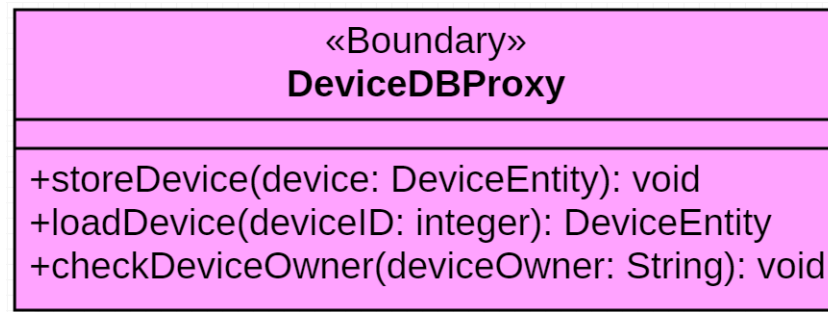 «Boundary»
DeviceDBProxy
+storeDevice(device: DeviceEntity): void
+loadDevice(deviceID: integer): DeviceEntity
+checkDeviceOwner(deviceOwner: String): void